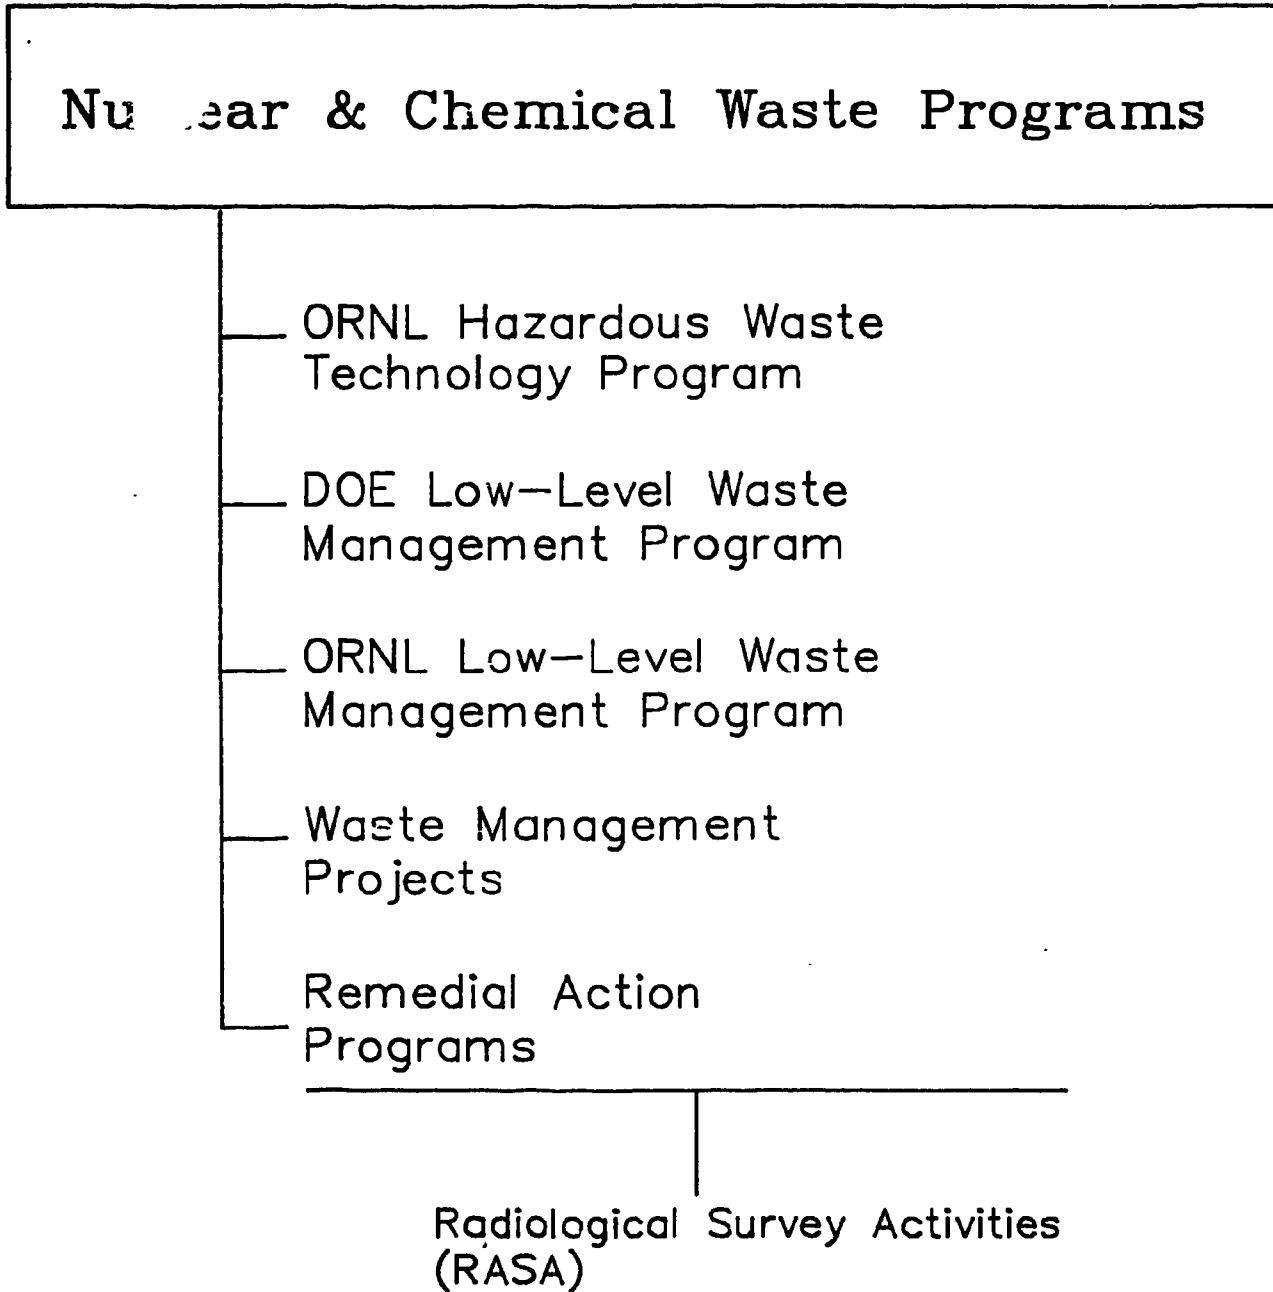 Nuclear & Chemical Waste Programs
ORNL Hazardous Waste
Technology Program
DOE Low-Level Waste
Management Program
ORNL Low-Level Waste
Management Program
Waste Management
Projects
Remedial Action
Programs
Radiological Survey Activities
(RASA)